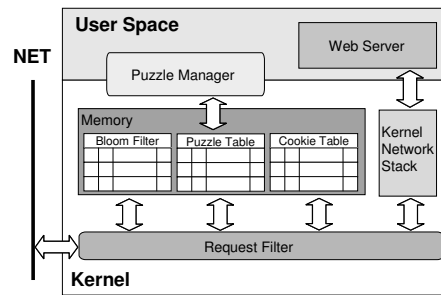 User Space
Web Server
NET
Puzzle Manager
Memory
Bloom Filter
Puzzle Table
Cookie Table
Kernel
Network
Stack
Request Filter
Kernel